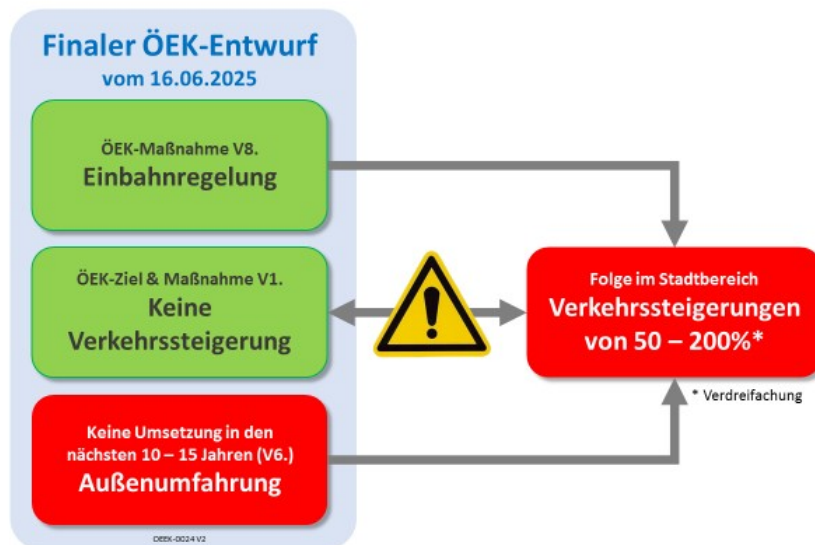 Finaler ÖEK-Entwurf
vom 16.06.2025
ÖEK-Maßnahme V8.
Einbahnregelung
ÖEK-Ziel & Maßnahme V1.
Keine
Verkehrssteigerung
Keine Umsetzung in den
nächsten 10 – 15 Jahren (V6.)
Außenumfahrung
OEEK-0024 V2
Folge im Stadtbereich
Verkehrssteigerungen
von 50 – 200%*
* Verdreifachung